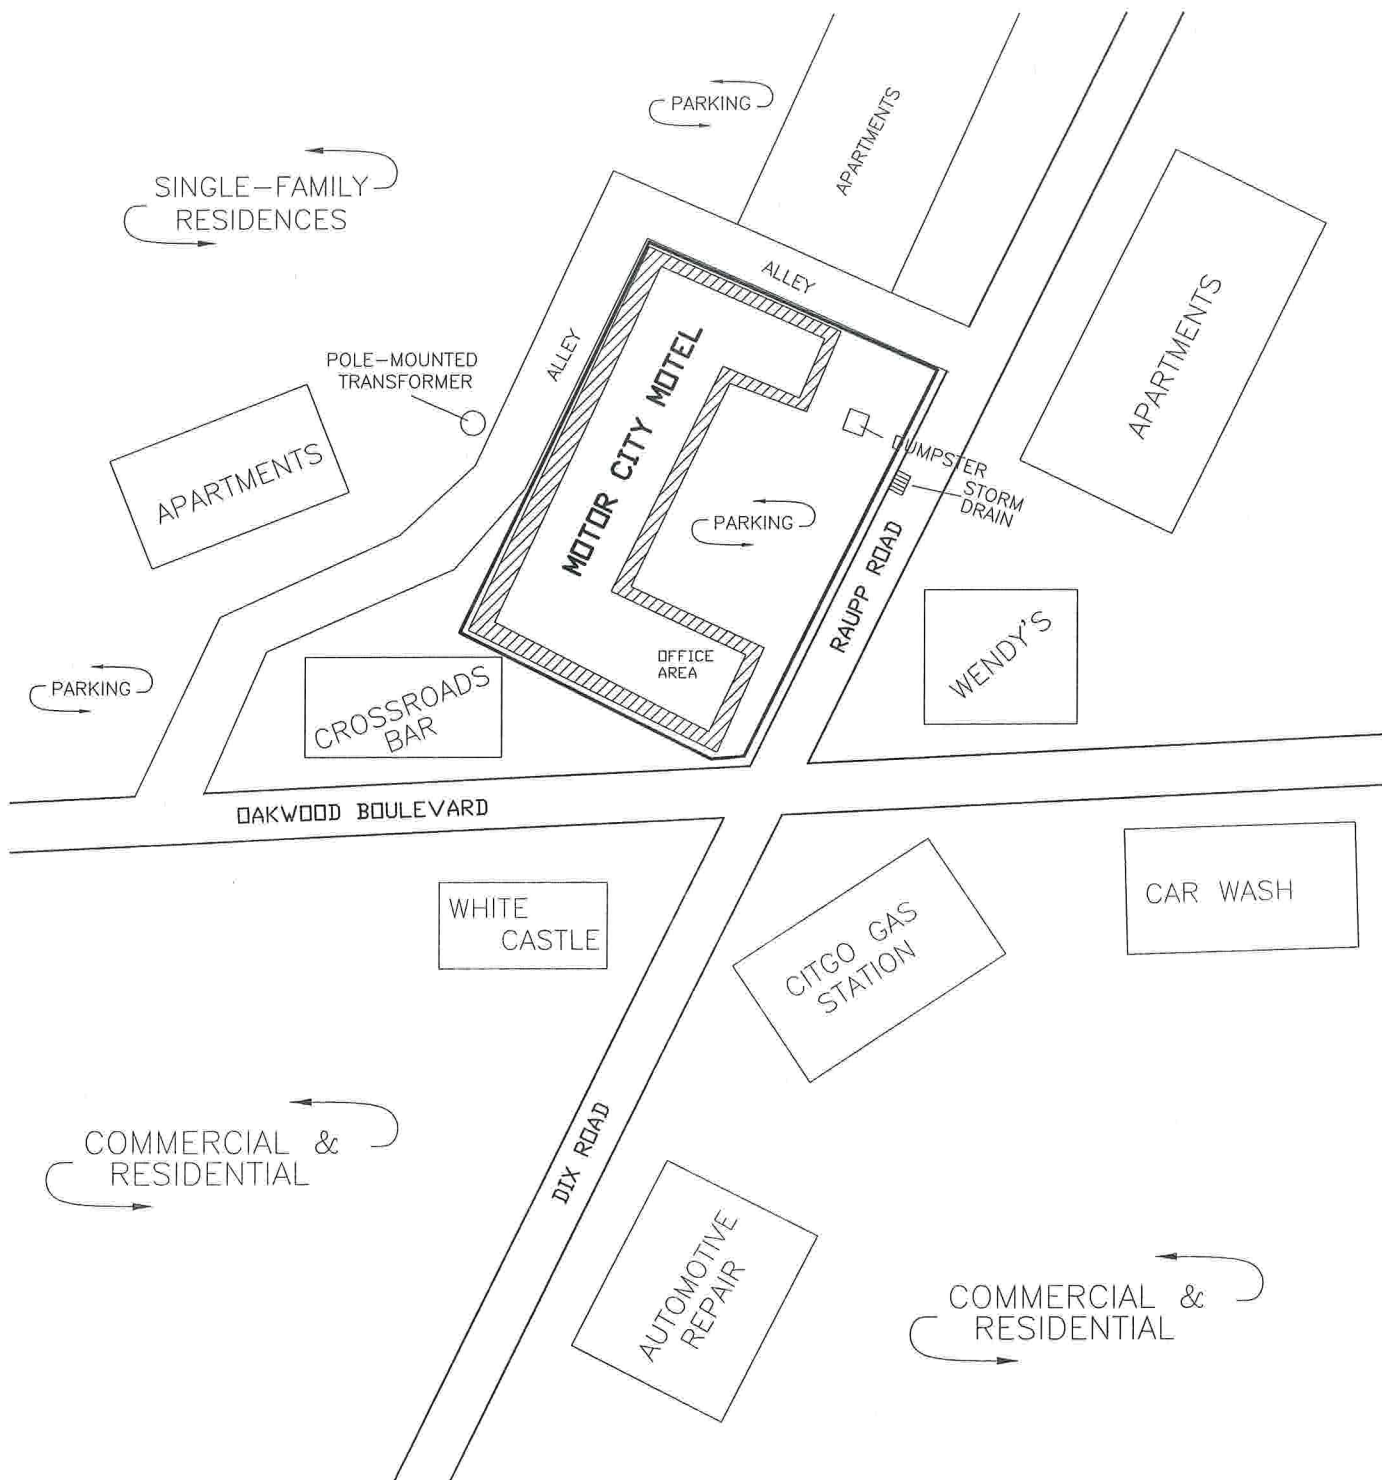 PARKING
APARTMENTS
SINGLE-FAMILY
RESIDENCES
ALLEY
ALLEY
APARTMENTS
POLE-MOUNTED
TRANSFORMER
MOTOR CITY MOTEL
DUMPSTER
STORM
DRAIN
APARTMENTS
PARKING
RAUPP ROAD
WENDY'S
OFFICE
AREA
PARKING
CROSSROADS
BAR
OAKWOOD BOULEVARD
WHITE
CASTLE
CITGO GAS
STATION
CAR WASH
COMMERCIAL &
RESIDENTIAL
DIX ROAD
AUTOMOTIVE
REPAIR
COMMERCIAL &
RESIDENTIAL